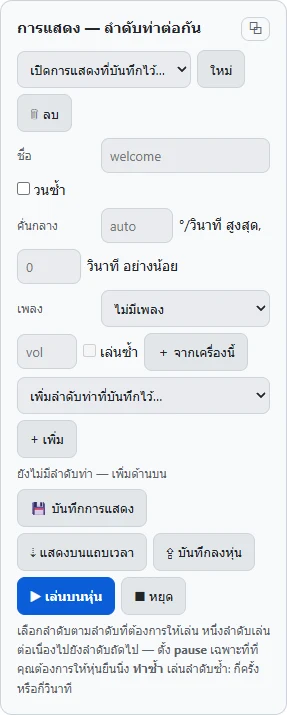 การแสดง — ลำดับท่าต่อกัน
เปิดการแสดงที่บันทึกไว้... ใหม่
ลบ
ชื่อ welcome
วนซ้ำ
คั่นกลาง auto °/วินาที สูงสุด,
0 วินาที อย่างน้อย
เพลง ไม่มีเพลง
vol เล่นซ้ำ + จากเครื่องนี้
เพิ่มลำดับท่าที่บันทึกไว้...
+ เพิ่ม
ยังไม่มีลำดับท่า — เพิ่มด้านบน
บันทึกการแสดง
⇣ แสดงบนแถบเวลา ⇪ บันทึกลงหุ่น
▶ เล่นบนหุ่น ■ หยุด
เลือกลำดับตามลำดับที่ต้องการให้เล่น หนึ่งลำดับเล่น
ต่อเนื่องไปยังลำดับถัดไป — ตั้ง pause เฉพาะที่ที่
คุณต้องการให้หุ่นยืนนิ่ง ทำซ้ำ เล่นลำดับซ้ำ: กี่ครั้ง
หรือกี่วินาที